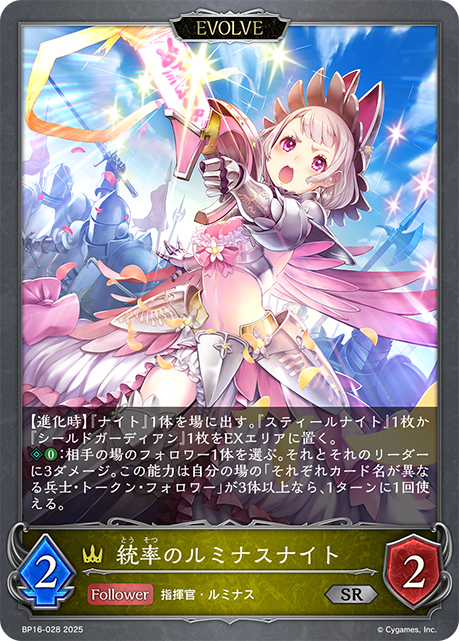 EVOLVE
【進化時】『ナイト』1体を場に出す。『スティールナイト』1枚か
『シールドガーディアン』1枚をEXエリアに置く。
0:相手の場のフォロワー1体を選ぶ。それとそれのリーダー
に3ダメージ。この能力は自分の場の「それぞれカード名が異な
る兵士・トークン・フォロワー」が3体以上なら、1ターンに1回使
える。
とう そつ
統率のルミナスナイト
2
2
Follower
指揮官・ルミナス
SR
BP16-028 2025
© Cygames, Inc.